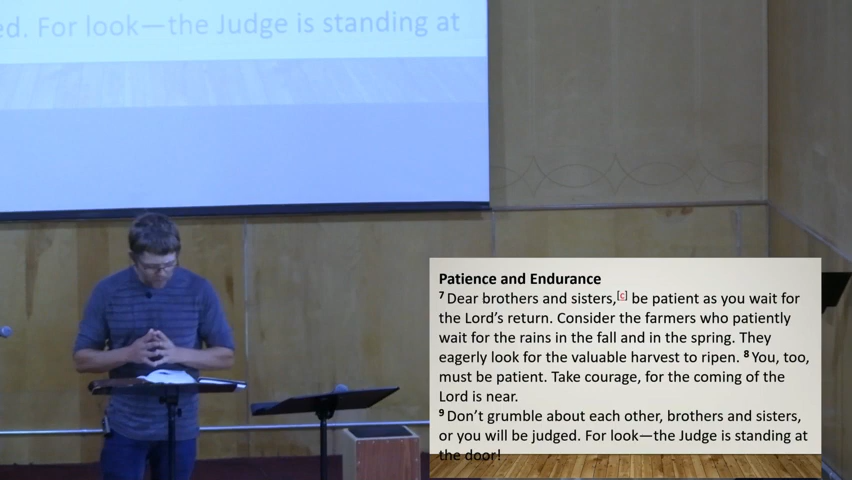 ed. For look—the Judge is standing at
Patience and Endurance
7 Dear brothers and sisters,[c] be patient as you wait for
the Lord's return. Consider the farmers who patiently
wait for the rains in the fall and in the spring. They
eagerly look for the valuable harvest to ripen. 8 You, too,
must be patient. Take courage, for the coming of the
Lord is near.
9 Don't grumble about each other, brothers and sisters,
or you will be judged. For look—the Judge is standing at
the door!